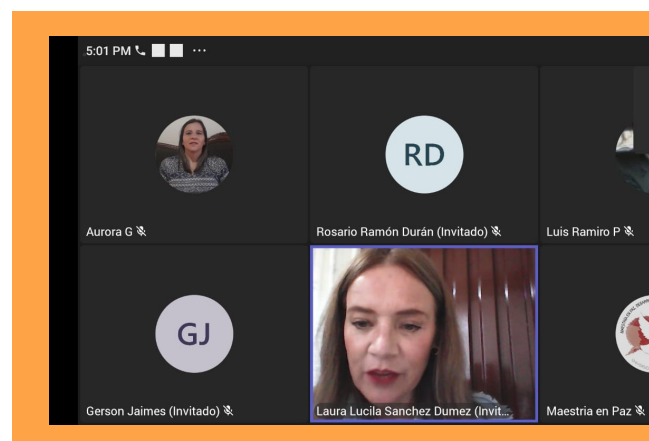 5:01 PM
RD
Aurora G
Rosario Ramón Durán (Invitado)
Luis Ramiro P
GJ
Gerson Jaimes (Invitado)
Laura Lucila Sanchez Dumez (Invit...
Maestria en Paz